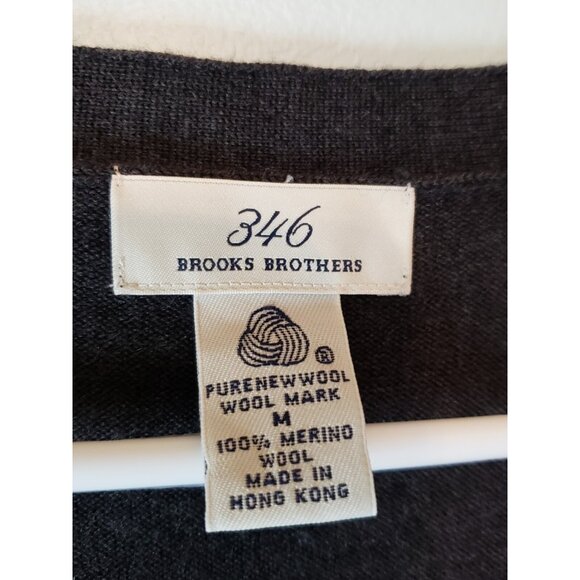 346
BROOKS BROTHERS
®
PURENEWWOOL
WOOL MARK
M
100% MERINO
WOOL
MADE IN
HONG KONG